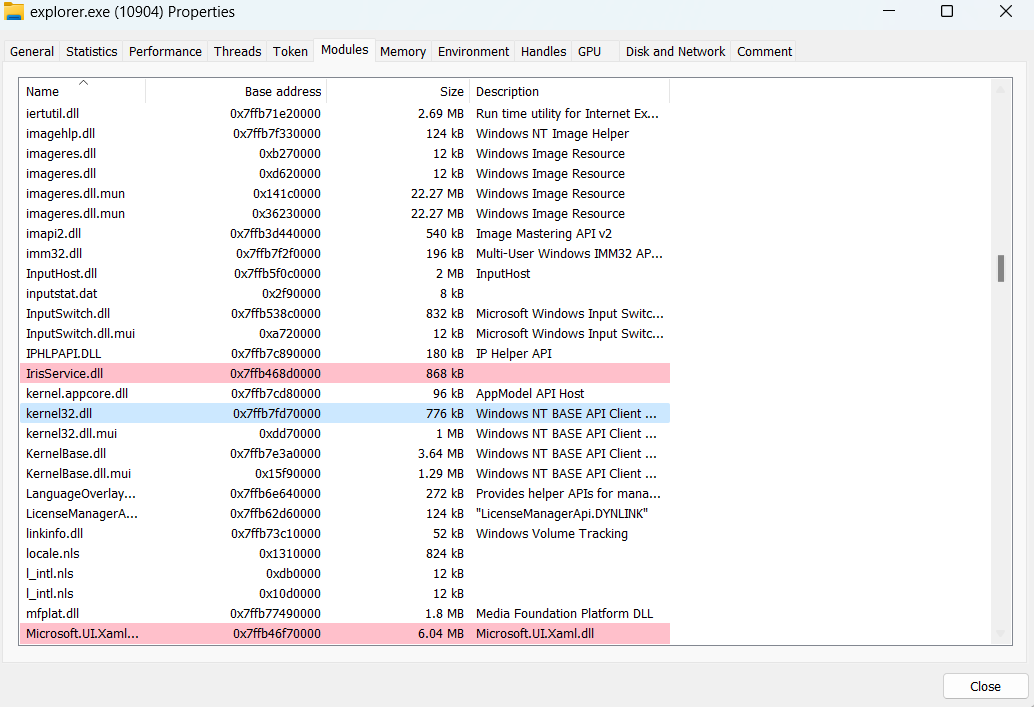 explorer.exe (10904) Properties
General Statistics Performance Threads Token Modules Memory Environment Handles GPU Disk and Network Comment
Name Base address Size Description
iertutil.dll 0x7ffb71e20000 2.69 MB Run time utility for Internet Ex...
imagehlp.dll 0x7ffb7f330000 124 kB Windows NT Image Helper
imageres.dll 0xb270000 12 kB Windows Image Resource
imageres.dll 0xd620000 12 kB Windows Image Resource
imageres.dll.mun 0x141c0000 22.27 MB Windows Image Resource
imageres.dll.mun 0x36230000 22.27 MB Windows Image Resource
imapi2.dll 0x7ffb3d440000 540 kB Image Mastering API v2
imm32.dll 0x7ffb7f2f0000 196 kB Multi-User Windows IMM32 AP...
InputHost.dll 0x7ffb5f0c0000 2 MB InputHost
inputstat.dat 0x2f90000 8 kB
InputSwitch.dll 0x7ffb538c0000 832 kB Microsoft Windows Input Switc...
InputSwitch.dll.mui 0xa720000 12 kB Microsoft Windows Input Switc...
IPHLPAPI.DLL 0x7ffb7c890000 180 kB IP Helper API
IrisService.dll 0x7ffb468d0000 868 kB
kernel.appcore.dll 0x7ffb7cd80000 96 kB AppModel API Host
kernel32.dll 0x7ffb7fd70000 776 kB Windows NT BASE API Client ...
kernel32.dll.mui 0xdd70000 1 MB Windows NT BASE API Client ...
KernelBase.dll 0x7ffb7e3a0000 3.64 MB Windows NT BASE API Client ...
KernelBase.dll.mui 0x15f90000 1.29 MB Windows NT BASE API Client ...
LanguageOverlay... 0x7ffb6e640000 272 kB Provides helper APIs for mana...
LicenseManagerA... 0x7ffb62d60000 124 kB "LicenseManagerApi.DYNLINK"
linkinfo.dll 0x7ffb73c10000 52 kB Windows Volume Tracking
locale.nls 0x1310000 824 kB
l_intl.nls 0xdb0000 12 kB
l_intl.nls 0x10d0000 12 kB
mfplat.dll 0x7ffb77490000 1.8 MB Media Foundation Platform DLL
Microsoft.UI.Xaml... 0x7ffb46f70000 6.04 MB Microsoft.UI.Xaml.dll
Close